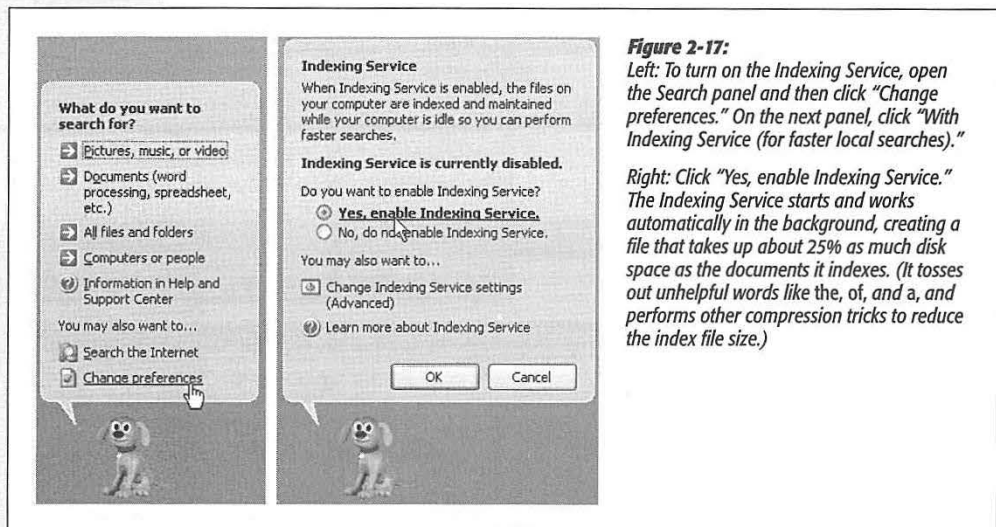 What do you want to
search for?
Pictures, music, or video
Documents (word
processing, spreadsheet,
etc.)
All files and folders
Computers or people
Information in Help and
Support Center
You may also want to...
Search the Internet
Change preferences
Indexing Service
When Indexing Service is enabled, the files on
your computer are indexed and maintained
while your computer is idle so you can perform
faster searches.
Indexing Service is currently disabled.
Do you want to enable Indexing Service?
Yes, enable Indexing Service.
No, do not enable Indexing Service.
You may also want to...
Change Indexing Service settings
(Advanced)
Learn more about Indexing Service
OK
Cancel
Figure 2-17:
Left: To turn on the Indexing Service, open
the Search panel and then click "Change
preferences." On the next panel, click "With
Indexing Service (for faster local searches)."
Right: Click "Yes, enable Indexing Service."
The Indexing Service starts and works
automatically in the background, creating a
file that takes up about 25% as much disk
space as the documents it indexes. (It tosses
out unhelpful words like the, of, and a, and
performs other compression tricks to reduce
the index file size.)